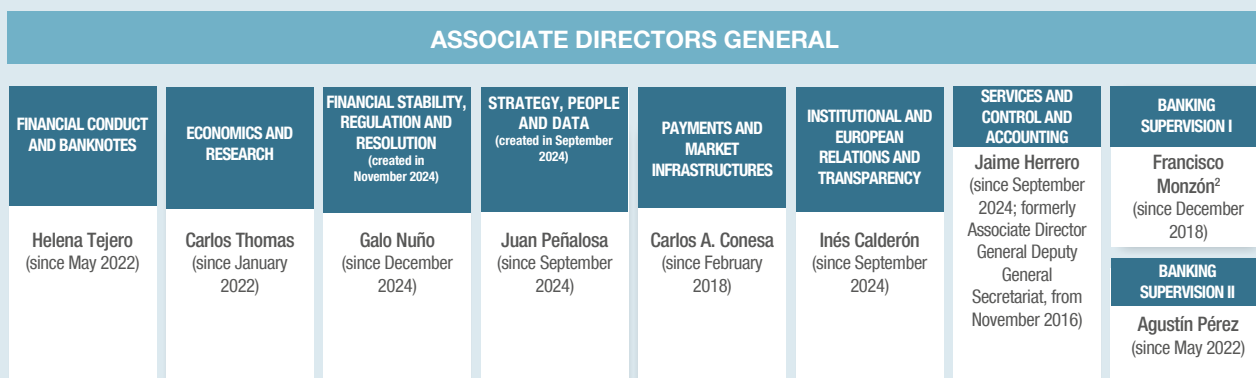 ASSOCIATE DIRECTORS GENERAL
FINANCIAL CONDUCT
AND BANKNOTES
Helena Tejero
(since May 2022)
ECONOMICS AND
RESEARCH
Carlos Thomas
(since January
2022)
FINANCIAL STABILITY,
REGULATION AND
RESOLUTION
(created in
November 2024)
Galo Nuño
(since December
2024)
STRATEGY, PEOPLE
AND DATA
(created in September
2024)
Juan Peñalosa
(since September
2024)
PAYMENTS AND
MARKET
INFRASTRUCTURES
Carlos A. Conesa
(since February
2018)
INSTITUTIONAL AND
EUROPEAN
RELATIONS AND
TRANSPARENCY
Inés Calderón
(since September
2024)
SERVICES AND
CONTROL AND
ACCOUNTING
Jaime Herrero
(since September
2024; formerly
Associate Director
General Deputy
General
Secretariat, from
November 2016)
BANKING
SUPERVISION I
Francisco
Monzón²
(since December
2018)
BANKING
SUPERVISION II
Agustín Pérez
(since May 2022)